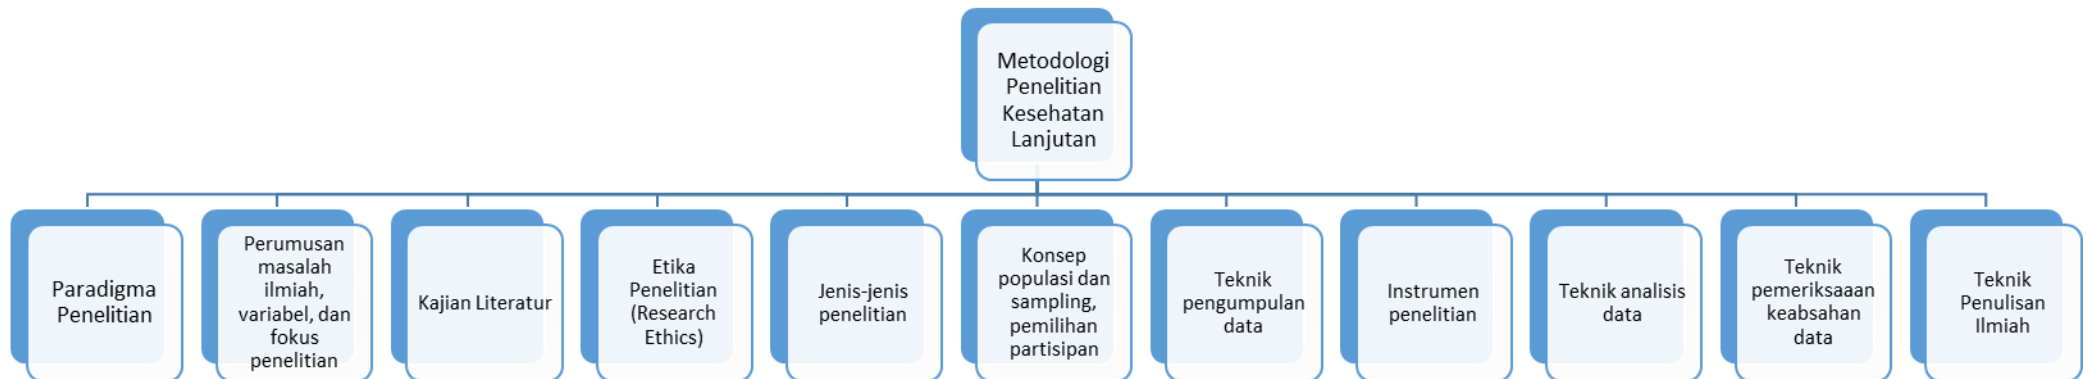 Metodologi
Penelitian
Kesehatan
Lanjutan
Paradigma
Penelitian
Perumusan
masalah
ilmiah,
variabel, dan
fokus
penelitian
Kajian Literatur
Etika
Penelitian
(Research
Ethics)
Jenis-jenis
penelitian
Konsep
populasi dan
sampling,
pemilihan
partisipan
Teknik
pengumpulan
data
Instrumen
penelitian
Teknik analisis
data
Teknik
pemeriksaaan
keabsahan
data
Teknik
Penulisan
Ilmiah